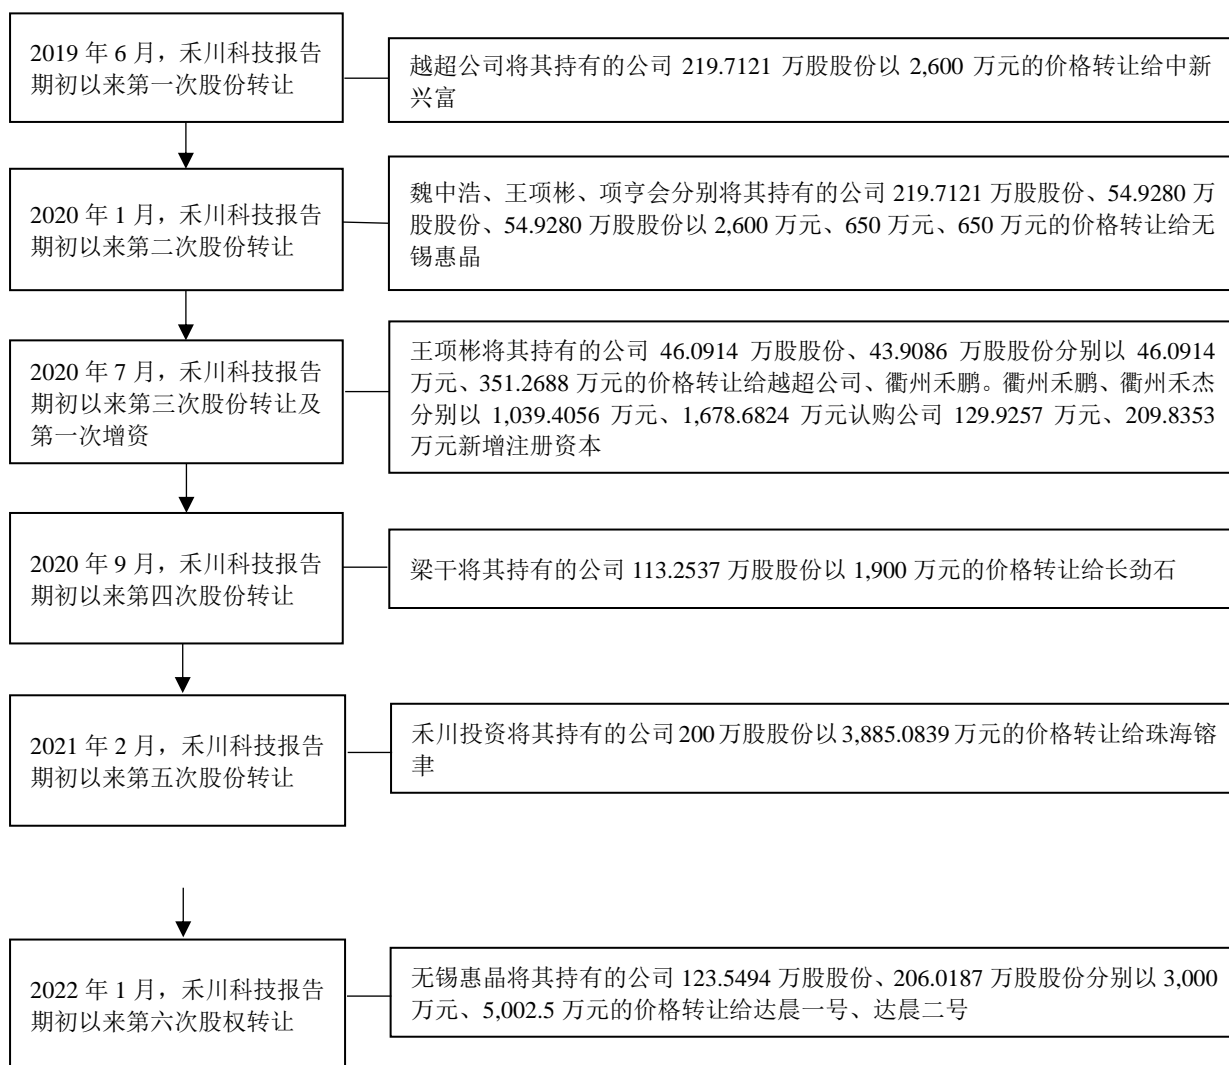 2019 年 6 月，禾川科技报告
期初以来第一次股份转让
越超公司将其持有的公司 219.7121 万股股份以 2,600 万元的价格转让给中新
兴富
2020 年 1 月，禾川科技报告
期初以来第二次股份转让
魏中浩、王项彬、项亨会分别将其持有的公司 219.7121 万股股份、54.9280 万
股股份、54.9280 万股股份以 2,600 万元、650 万元、650 万元的价格转让给无
锡惠晶
2020 年 7 月，禾川科技报告
期初以来第三次股份转让及
第一次增资
王项彬将其持有的公司 46.0914 万股股份、43.9086 万股股份分别以 46.0914
万元、351.2688 万元的价格转让给越超公司、衢州禾鹏。衢州禾鹏、衢州禾杰
分别以 1,039.4056 万元、1,678.6824 万元认购公司 129.9257 万元、209.8353
万元新增注册资本
2020 年 9 月，禾川科技报告
期初以来第四次股份转让
梁干将其持有的公司 113.2537 万股股份以 1,900 万元的价格转让给长劲石
2021 年 2 月，禾川科技报告
期初以来第五次股份转让
禾川投资将其持有的公司 200 万股股份以 3,885.0839 万元的价格转让给珠海镕
聿
2022 年 1 月，禾川科技报告
期初以来第六次股权转让
无锡惠晶将其持有的公司 123.5494 万股股份、206.0187 万股股份分别以 3,000
万元、5,002.5 万元的价格转让给达晨一号、达晨二号